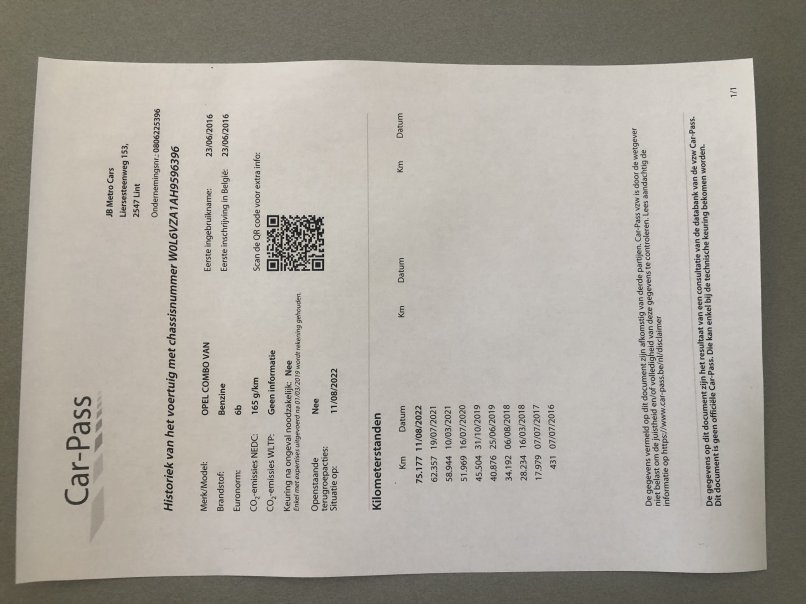 Car-Pass
JB Metro Cars
Liersesteenweg 153,
2547 Lint
Ondernemingsnr.: 0806225396
Historiek van het voertuig met chassisnummer W0L6VZA1AH9596396
Merk/Model: OPEL COMBO VAN
Brandstof: Benzine
Euronorm: 6b
CO₂-emissies NEDC: 165 g/km
CO₂-emissies WLTP: Geen informatie
Keuring na ongeval noodzakelijk: Nee
Enkel met expertises uitgevoerd na 01/03/2019 wordt rekening gehouden.
Openstaande Nee
terugroepacties:
Situatie op: 11/08/2022
Eerste ingebruikname: 23/06/2016
Eerste inschrijving in België: 23/06/2016
Scan de QR code voor extra info:
Kilometerstanden
Km Datum Km Datum Km Datum
75.177 11/08/2022
62.357 19/07/2021
58.944 10/03/2021
51.969 16/07/2020
45.504 31/10/2019
40.876 25/06/2019
34.192 06/08/2018
28.234 16/03/2018
17.979 07/07/2017
431 07/07/2016
De gegevens vermeld op dit document zijn afkomstig van derde partijen. Car-Pass vzw is door de wetgever
niet belast om de juistheid en/of volledigheid van deze gegevens te controleren. Lees aandachtig de
informatie op https://www.car-pass.be/nl/disclaimer
De gegevens op dit document zijn het resultaat van een consultatie van de databank van de vzw Car-Pass.
Dit document is geen officiële Car-Pass. Die kan enkel bij de technische keuring bekomen worden.
1/1